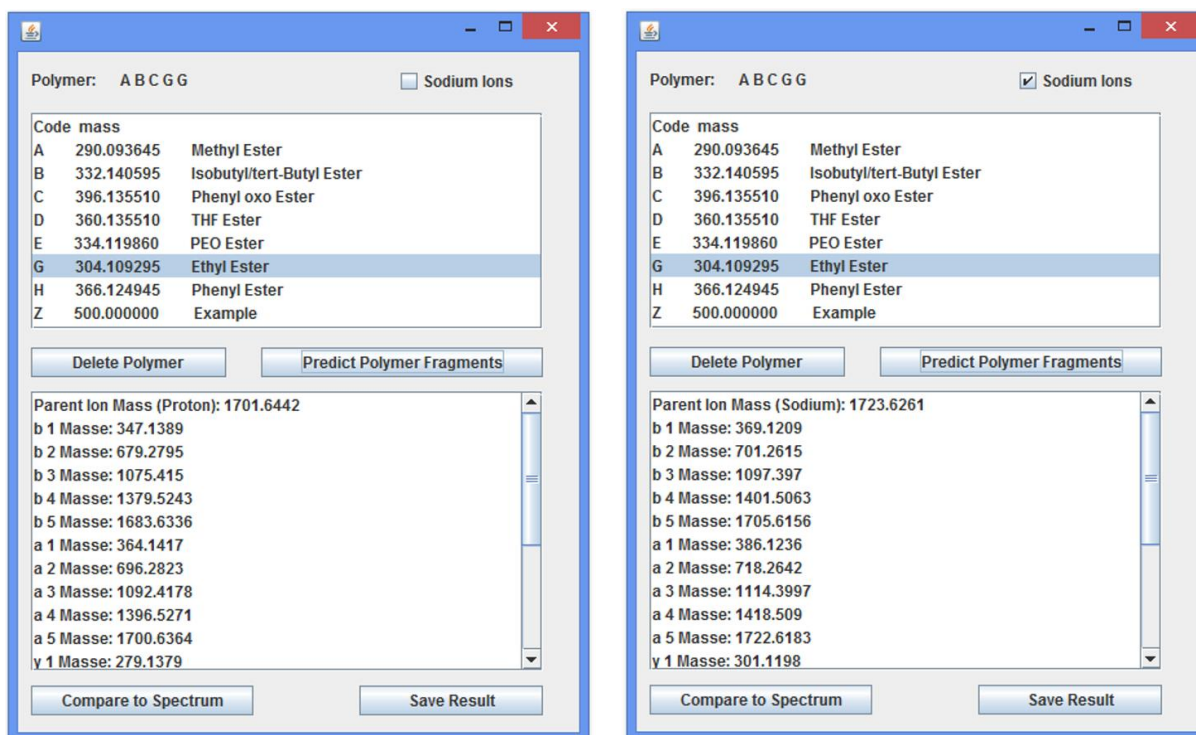 Polymer: A B C G G
Sodium Ions
Code mass
A 290.093645 Methyl Ester
B 332.140595 Isobutyl/tert-Butyl Ester
C 396.135510 Phenyl oxo Ester
D 360.135510 THF Ester
E 334.119860 PEO Ester
G 304.109295 Ethyl Ester
H 366.124945 Phenyl Ester
Z 500.000000 Example
Delete Polymer
Predict Polymer Fragments
Parent Ion Mass (Proton): 1701.6442
b 1 Masse: 347.1389
b 2 Masse: 679.2795
b 3 Masse: 1075.415
b 4 Masse: 1379.5243
b 5 Masse: 1683.6336
a 1 Masse: 364.1417
a 2 Masse: 696.2823
a 3 Masse: 1092.4178
a 4 Masse: 1396.5271
a 5 Masse: 1700.6364
y 1 Masse: 279.1379
Compare to Spectrum
Save Result
Polymer: A B C G G
Sodium Ions
Code mass
A 290.093645 Methyl Ester
B 332.140595 Isobutyl/tert-Butyl Ester
C 396.135510 Phenyl oxo Ester
D 360.135510 THF Ester
E 334.119860 PEO Ester
G 304.109295 Ethyl Ester
H 366.124945 Phenyl Ester
Z 500.000000 Example
Delete Polymer
Predict Polymer Fragments
Parent Ion Mass (Sodium): 1723.6261
b 1 Masse: 369.1209
b 2 Masse: 701.2615
b 3 Masse: 1097.397
b 4 Masse: 1401.5063
b 5 Masse: 1705.6156
a 1 Masse: 386.1236
a 2 Masse: 718.2642
a 3 Masse: 1114.3997
a 4 Masse: 1418.509
a 5 Masse: 1722.6183
y 1 Masse: 301.1198
Compare to Spectrum
Save Result